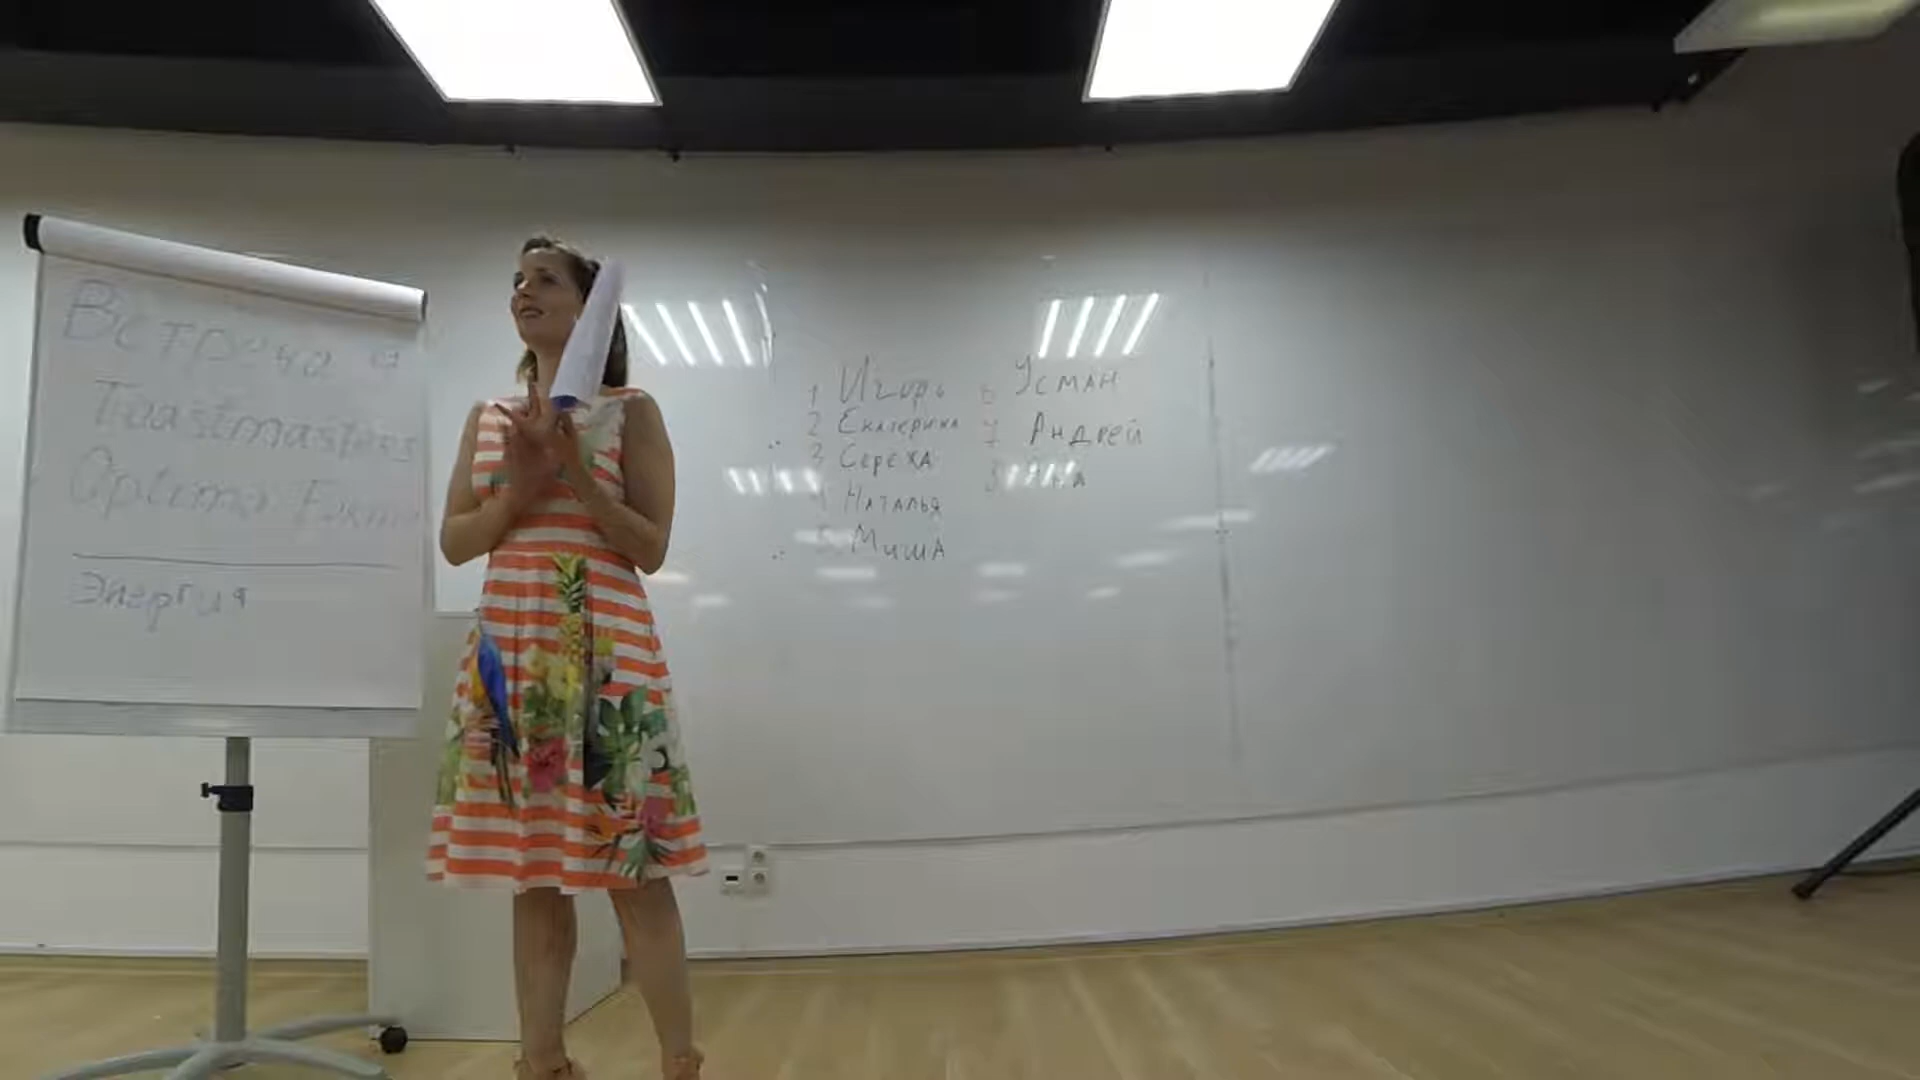 Встреча
Toastmasters
Энергия
1 Игорь
2 Екатерина
3 Сереха
4 Наталья
5 Миша
6 Усман
7 Андрей